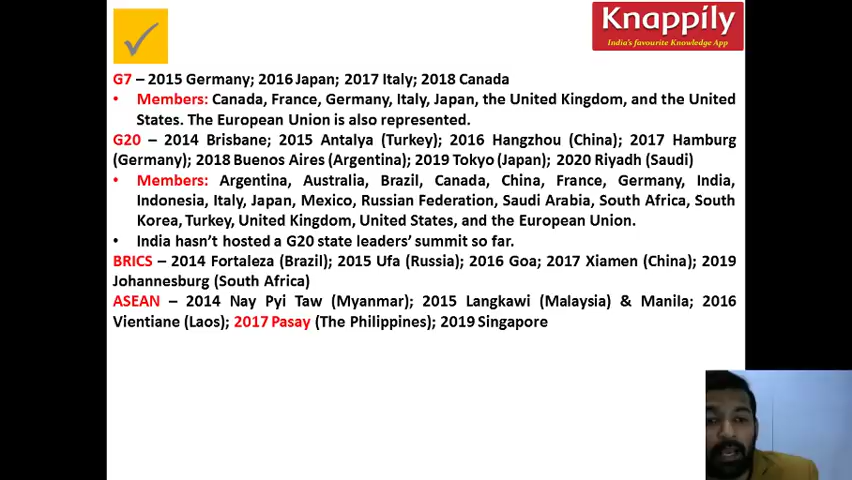 Knappily
India's favourite Knowledge App
G7 – 2015 Germany; 2016 Japan; 2017 Italy; 2018 Canada
• Members: Canada, France, Germany, Italy, Japan, the United Kingdom, and the United
States. The European Union is also represented.
G20 – 2014 Brisbane; 2015 Antalya (Turkey); 2016 Hangzhou (China); 2017 Hamburg
(Germany); 2018 Buenos Aires (Argentina); 2019 Tokyo (Japan); 2020 Riyadh (Saudi)
• Members: Argentina, Australia, Brazil, Canada, China, France, Germany, India,
Indonesia, Italy, Japan, Mexico, Russian Federation, Saudi Arabia, South Africa, South
Korea, Turkey, United Kingdom, United States, and the European Union.
• India hasn't hosted a G20 state leaders' summit so far.
BRICS – 2014 Fortaleza (Brazil); 2015 Ufa (Russia); 2016 Goa; 2017 Xiamen (China); 2019
Johannesburg (South Africa)
ASEAN – 2014 Nay Pyi Taw (Myanmar); 2015 Langkawi (Malaysia) & Manila; 2016
Vientiane (Laos); 2017 Pasay (The Philippines); 2019 Singapore